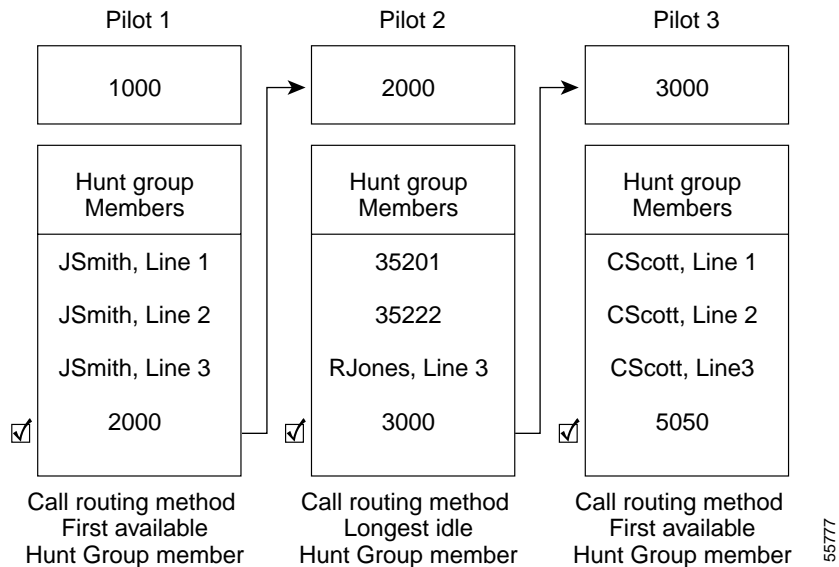 Pilot 1
1000
Hunt group
Members
JSmith, Line 1
JSmith, Line 2
JSmith, Line 3
2000
Call routing method
First available
Hunt Group member
Pilot 2
2000
Hunt group
Members
35201
35222
RJones, Line 3
3000
Call routing method
Longest idle
Hunt Group member
Pilot 3
3000
Hunt group
Members
CScott, Line 1
CScott, Line 2
CScott, Line3
5050
Call routing method
First available
Hunt Group member
55777